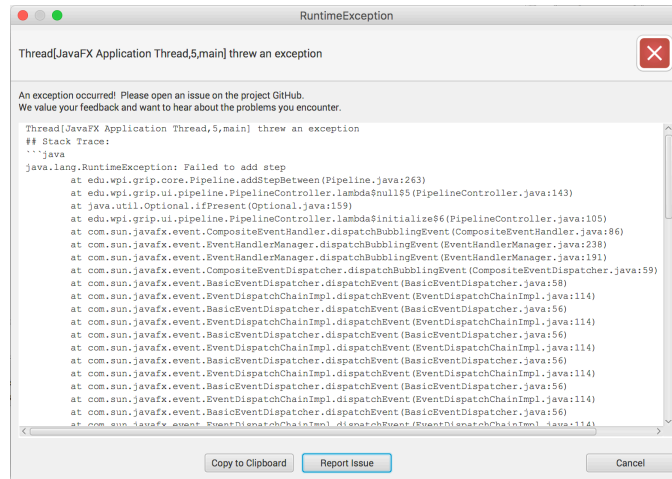 RuntimeException
Thread[JavaFX Application Thread,5,main] threw an exception
An exception occurred!  Please open an issue on the project GitHub.
We value your feedback and want to hear about the problems you encounter.
Thread[JavaFX Application Thread,5,main] threw an exception
## Stack Trace:
```java
java.lang.RuntimeException: Failed to add step
at edu.wpi.grip.core.Pipeline.addStepBetween(Pipeline.java:263)
at edu.wpi.grip.ui.pipeline.PipelineController.lambda$null$5(PipelineController.java:143)
at java.util.Optional.ifPresent(Optional.java:159)
at edu.wpi.grip.ui.pipeline.PipelineController.lambda$initialize$6(PipelineController.java:105)
at com.sun.javafx.event.CompositeEventHandler.dispatchBubblingEvent(CompositeEventHandler.java:86)
at com.sun.javafx.event.EventHandlerManager.dispatchBubblingEvent(EventHandlerManager.java:238)
at com.sun.javafx.event.EventHandlerManager.dispatchBubblingEvent(EventHandlerManager.java:191)
at com.sun.javafx.event.CompositeEventDispatcher.dispatchBubblingEvent(CompositeEventDispatcher.java:59)
at com.sun.javafx.event.BasicEventDispatcher.dispatchEvent(BasicEventDispatcher.java:58)
at com.sun.javafx.event.EventDispatchChainImpl.dispatchEvent(EventDispatchChainImpl.java:114)
at com.sun.javafx.event.BasicEventDispatcher.dispatchEvent(BasicEventDispatcher.java:56)
at com.sun.javafx.event.EventDispatchChainImpl.dispatchEvent(EventDispatchChainImpl.java:114)
at com.sun.javafx.event.BasicEventDispatcher.dispatchEvent(BasicEventDispatcher.java:56)
at com.sun.javafx.event.EventDispatchChainImpl.dispatchEvent(EventDispatchChainImpl.java:114)
at com.sun.javafx.event.BasicEventDispatcher.dispatchEvent(BasicEventDispatcher.java:56)
at com.sun.javafx.event.EventDispatchChainImpl.dispatchEvent(EventDispatchChainImpl.java:114)
at com.sun.javafx.event.BasicEventDispatcher.dispatchEvent(BasicEventDispatcher.java:56)
at com.sun.javafx.event.EventDispatchChainImpl.dispatchEvent(EventDispatchChainImpl.java:114)
at com.sun.javafx.event.BasicEventDispatcher.dispatchEvent(BasicEventDispatcher.java:56)
at com.sun.javafx.event.EventDispatchChainImpl.dispatchEvent(EventDispatchChainImpl.java:114)
Copy to Clipboard
Report Issue
Cancel